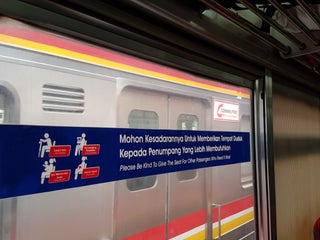 Mohon Kesadarannya Untuk Memberikan Tempat Duduk
Kepada Penumpang Yang Lebih Membutuhkan
Please Be Kind To Give The Seat For Other Passengers Who Need It Most